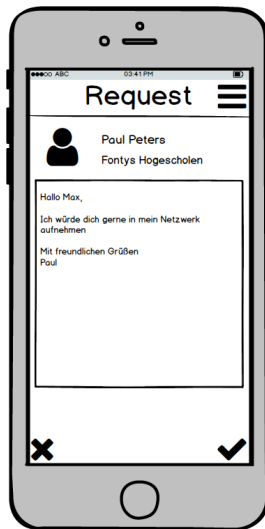 ABC 03:41 PM
Request
Paul Peters
Fontys Hogescholen
Hallo Max,
Ich würde dich gerne in mein Netzwerk
aufnehmen
Mit freundlichen Grüßen
Paul